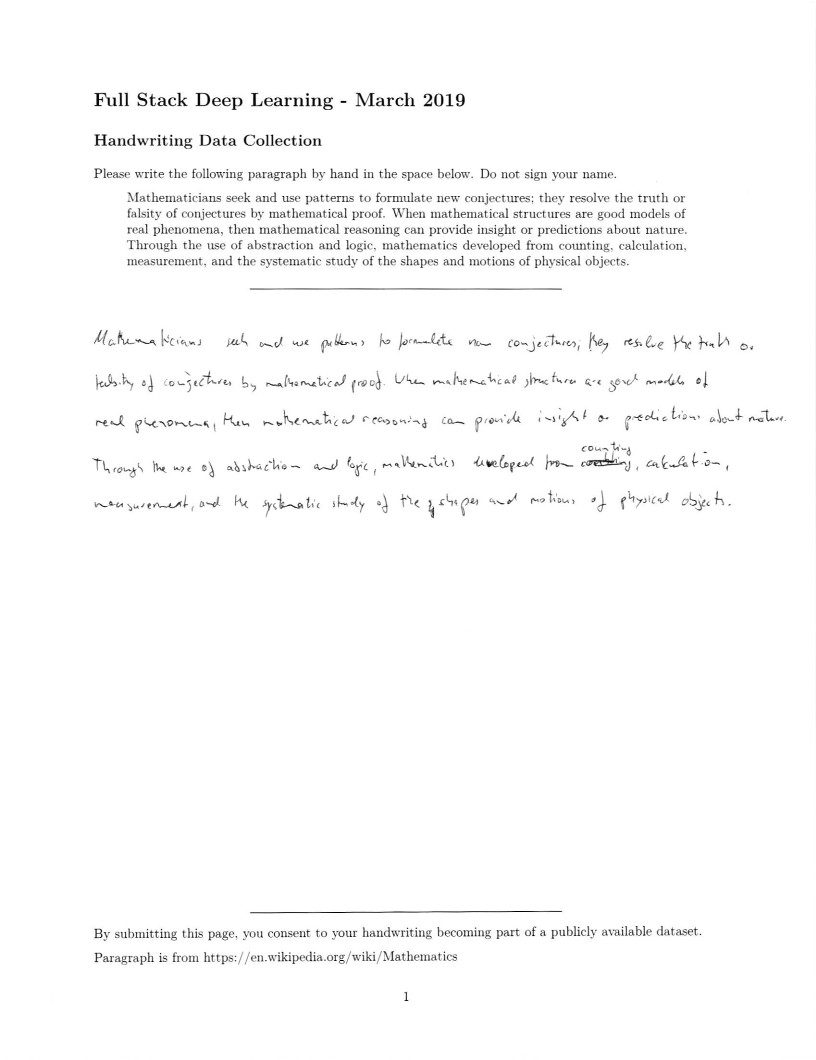 Full Stack Deep Learning - March 2019
Handwriting Data Collection
Please write the following paragraph by hand in the space below. Do not sign your name.
Mathematicians seek and use patterns to formulate new conjectures; they resolve the truth or
falsity of conjectures by mathematical proof. When mathematical structures are good models of
real phenomena, then mathematical reasoning can provide insight or predictions about nature.
Through the use of abstraction and logic, mathematics developed from counting, calculation,
measurement, and the systematic study of the shapes and motions of physical objects.
Mathematicians seek and use patterns to formulate new conjectures; they resolve the truth or
falsity of conjectures by mathematical proof. When mathematical structures are good models of
real phenomena, then mathematical reasoning can provide insight or predictions about nature.
counting
Through the use of abstraction and logic, mathematics developed from , calculation,
measurement, and the systematic study of the shapes and motions of physical objects.
By submitting this page, you consent to your handwriting becoming part of a publicly available dataset.
Paragraph is from https://en.wikipedia.org/wiki/Mathematics
1